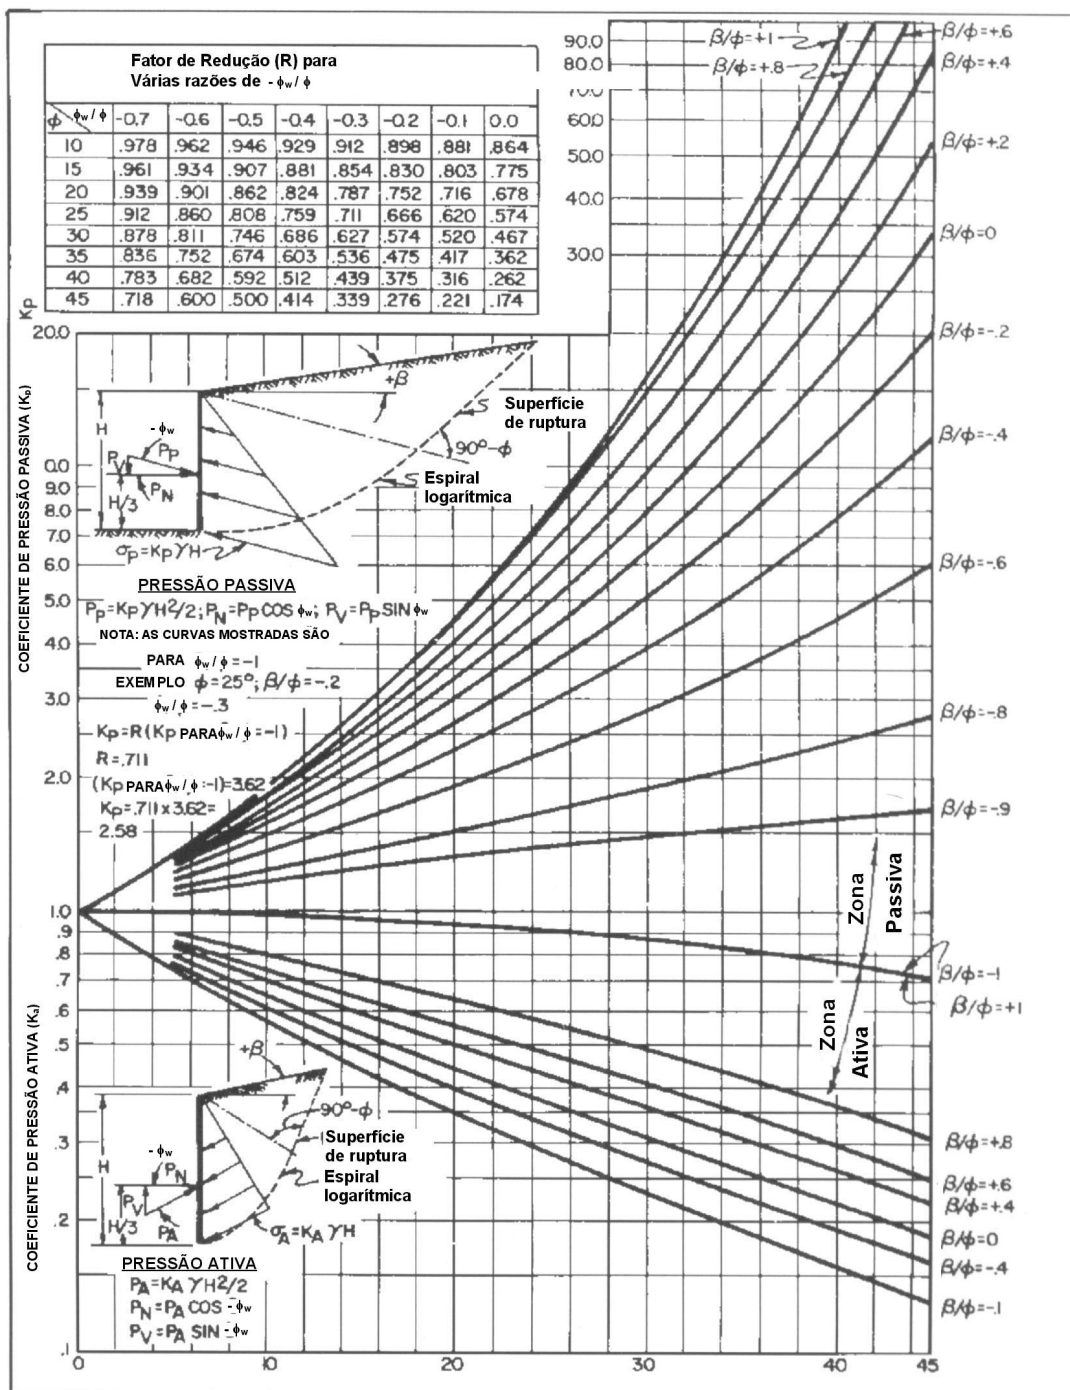 Fator de Redução (R) para
Várias razões de - ϕw / ϕ
ϕ ϕw / ϕ -0.7 -0.6 -0.5 -0.4 -0.3 -0.2 -0.1 0.0
10 .978 .962 .946 .929 .912 .898 .881 .864
15 .961 .934 .907 .881 .854 .830 .803 .775
20 .939 .901 .862 .824 .787 .752 .716 .678
25 .912 .860 .808 .759 .711 .666 .620 .574
30 .878 .811 .746 .686 .627 .574 .520 .467
35 .836 .752 .674 .603 .536 .475 .417 .362
40 .783 .682 .592 .512 .439 .375 .316 .262
45 .718 .600 .500 .414 .339 .276 .221 .174
90.0
80.0
70.0
60.0
50.0
40.0
30.0
β/ϕ=+1
β/ϕ=+.8
β/ϕ=+.6
β/ϕ=+.4
β/ϕ=+.2
β/ϕ=0
β/ϕ=-.2
β/ϕ=-.4
β/ϕ=-.6
β/ϕ=-.8
β/ϕ=-.9
β/ϕ=-1
β/ϕ=+1
β/ϕ=+.8
β/ϕ=+.6
β/ϕ=+.4
β/ϕ=0
β/ϕ=-.4
β/ϕ=-.1
Kp
COEFICIENTE DE PRESSÃO PASSIVA (Kp)
20.0
0.0
9.0
8.0
7.0
6.0
5.0
4.0
3.0
2.0
1.0
.9
.8
.7
.6
.5
.4
.3
.2
.1
+β
H
-ϕw
PV
PP
PN
H/3
Superfície
de ruptura
90º-ϕ
Espiral
logarítmica
σP=KPγH
PRESSÃO PASSIVA
PP=KPγH2/2; PN=PP COS ϕw; PV=PP SIN ϕw
NOTA: AS CURVAS MOSTRADAS SÃO
PARA ϕw / ϕ = -1
EXEMPLO ϕ=25º; β/ϕ=-.2
ϕw / ϕ = -.3
KP=R(KP PARA ϕw / ϕ = -1)
R=.711
(KP PARA ϕw / ϕ :-1)=3.62
KP=.711x3.62=
2.58
Zona
Passiva
Zona
Ativa
COEFICIENTE DE PRESSÃO ATIVA (Ka)
+β
90º-ϕ
-ϕw
H
PN
PV
H/3
PA
Superfície
de ruptura
Espiral
logarítmica
σA=KAγH
PRESSÃO ATIVA
PA=KAγH2/2
PN=PA COS -ϕw
PV=PA SIN -ϕw
0 10 20 30 40 45